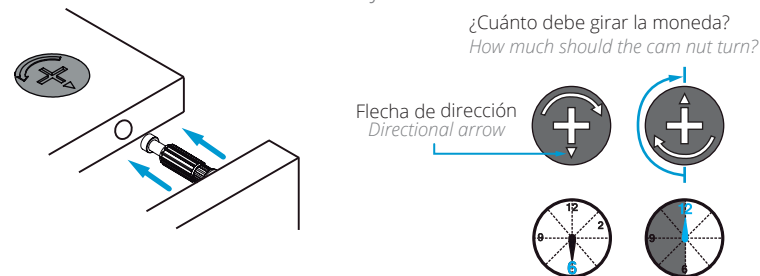 ¿Cuánto debe girar la moneda?
How much should the cam nut turn?
Flecha de dirección
Directional arrow
12
2
9
6
12
9
6